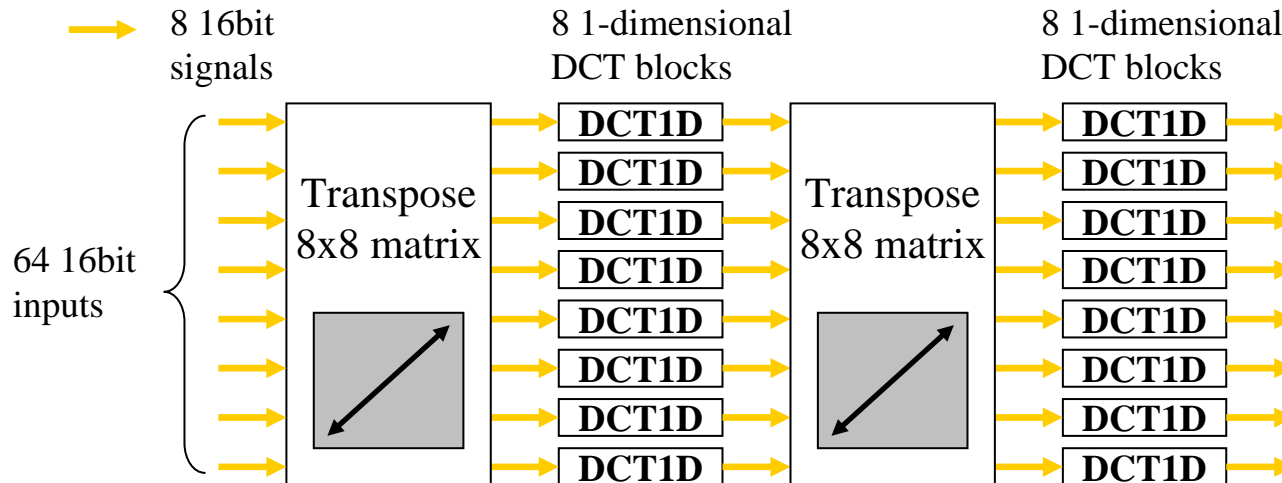 8 16bit
signals
8 1-dimensional
DCT blocks
8 1-dimensional
DCT blocks
64 16bit
inputs
Transpose
8x8 matrix
DCT1D
DCT1D
DCT1D
DCT1D
DCT1D
DCT1D
DCT1D
DCT1D
Transpose
8x8 matrix
DCT1D
DCT1D
DCT1D
DCT1D
DCT1D
DCT1D
DCT1D
DCT1D